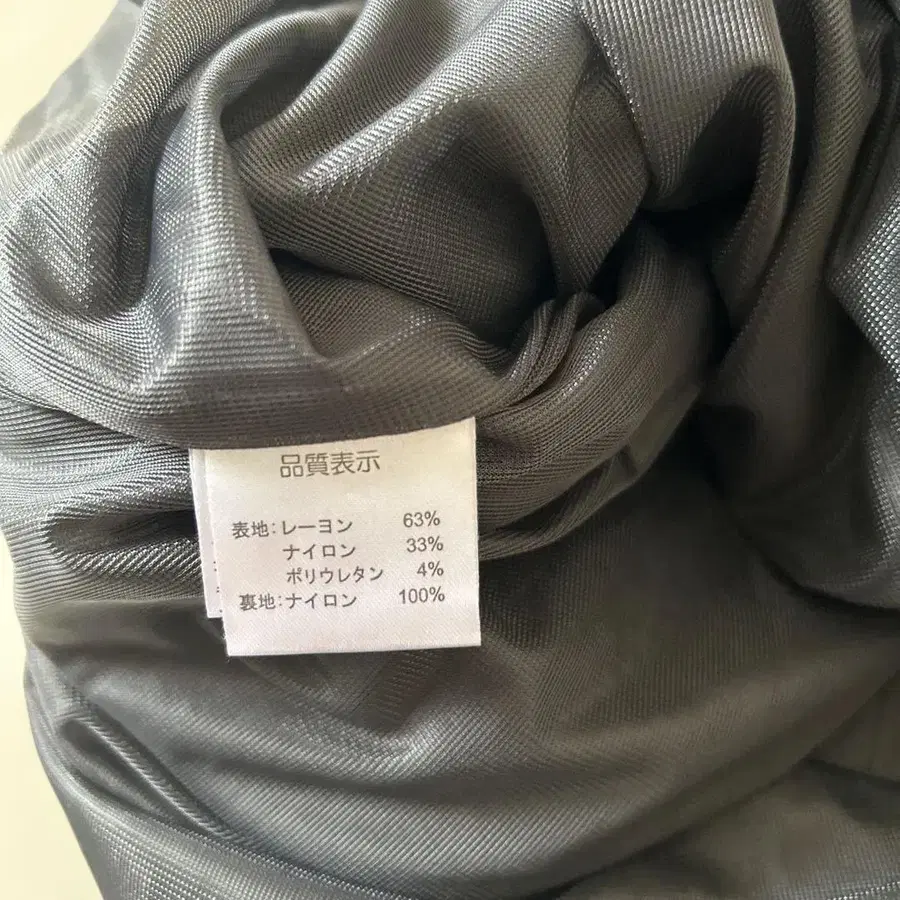 品質表示
表地:レーヨン 63%
ナイロン 33%
ポリウレタン 4%
裏地:ナイロン 100%